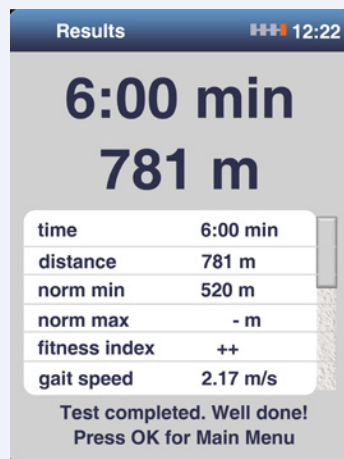 Results 12:22
6:00 min
781 m
time 6:00 min
distance 781 m
norm min 520 m
norm max - m
fitness index ++
gait speed 2.17 m/s
Test completed. Well done!
Press OK for Main Menu